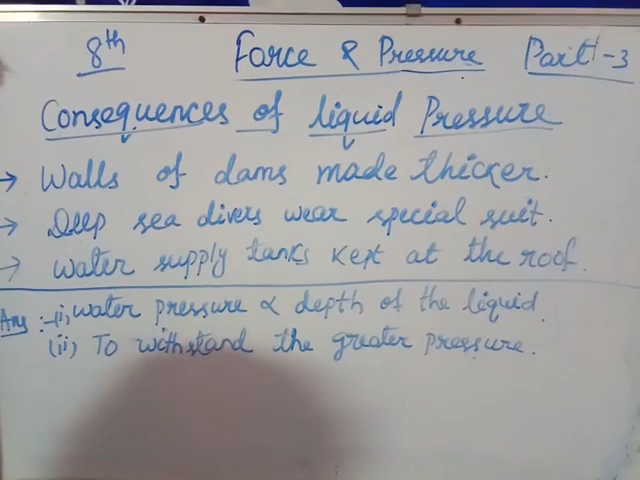 8th Force & Pressure Part-3
Consequences of liquid Pressure
→ Walls of dams made thicker.
→ Deep sea divers wear special suit.
→ Water supply tanks kept at the roof.
Ans :- (i) Water pressure ∝ depth of the liquid.
(ii) To withstand the greater pressure.